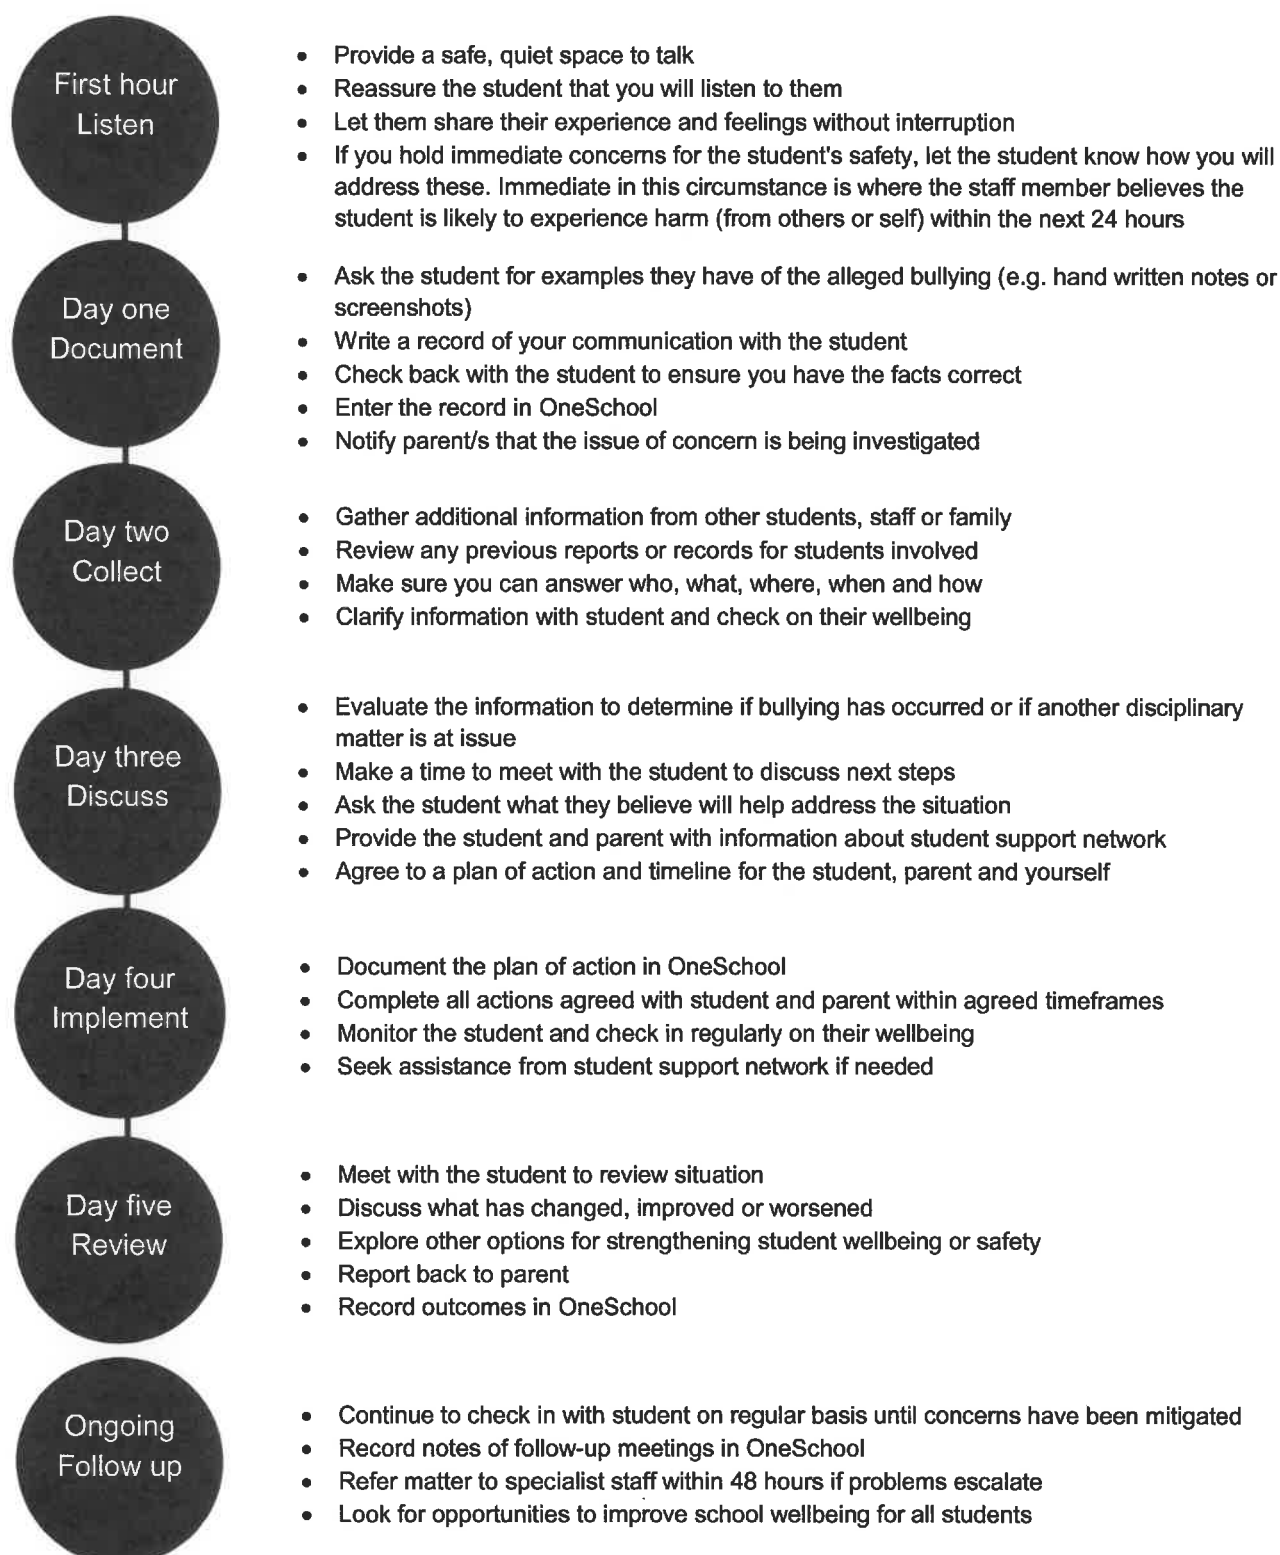 First hour
Listen
• Provide a safe, quiet space to talk
• Reassure the student that you will listen to them
• Let them share their experience and feelings without interruption
• If you hold immediate concerns for the student's safety, let the student know how you will
address these. Immediate in this circumstance is where the staff member believes the
student is likely to experience harm (from others or self) within the next 24 hours
Day one
Document
• Ask the student for examples they have of the alleged bullying (e.g. hand written notes or
screenshots)
• Write a record of your communication with the student
• Check back with the student to ensure you have the facts correct
• Enter the record in OneSchool
• Notify parent/s that the issue of concern is being investigated
Day two
Collect
• Gather additional information from other students, staff or family
• Review any previous reports or records for students involved
• Make sure you can answer who, what, where, when and how
• Clarify information with student and check on their wellbeing
Day three
Discuss
• Evaluate the information to determine if bullying has occurred or if another disciplinary
matter is at issue
• Make a time to meet with the student to discuss next steps
• Ask the student what they believe will help address the situation
• Provide the student and parent with information about student support network
• Agree to a plan of action and timeline for the student, parent and yourself
Day four
Implement
• Document the plan of action in OneSchool
• Complete all actions agreed with student and parent within agreed timeframes
• Monitor the student and check in regularly on their wellbeing
• Seek assistance from student support network if needed
Day five
Review
• Meet with the student to review situation
• Discuss what has changed, improved or worsened
• Explore other options for strengthening student wellbeing or safety
• Report back to parent
• Record outcomes in OneSchool
Ongoing
Follow up
• Continue to check in with student on regular basis until concerns have been mitigated
• Record notes of follow-up meetings in OneSchool
• Refer matter to specialist staff within 48 hours if problems escalate
• Look for opportunities to improve school wellbeing for all students